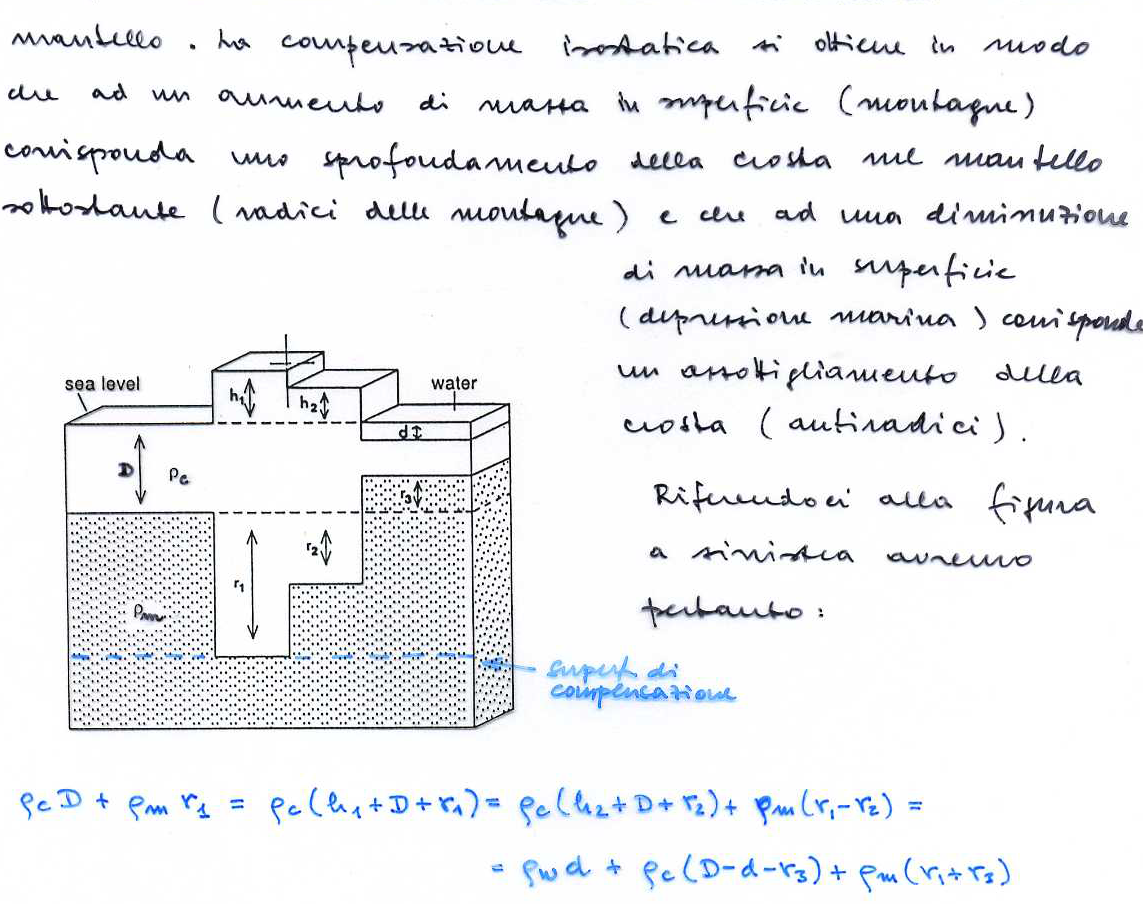 mantello. La compensazione isostatica si ottiene in modo
che ad un aumento di massa in superficie (montagne)
corrisponda uno sprofondamento della crosta nel mantello
sottostante (radici delle montagne) e che ad una diminuzione
di massa in superficie
(depressione marina) corrisponde
un assottigliamento della
crosta (antiradici).
Riferendoci alla figura
a sinistra avremo
pertanto:
sea level
water
h₁
h₂
d
D
ρc
r₃
r₂
r₁
ρm
superf. di
compensazione
ρc D + ρm r₁ = ρc (h₁ + D + r₁) = ρc (h₂ + D + r₂) + ρm (r₁ - r₂) =
= ρw d + ρc (D - d - r₃) + ρm (r₁ + r₃)